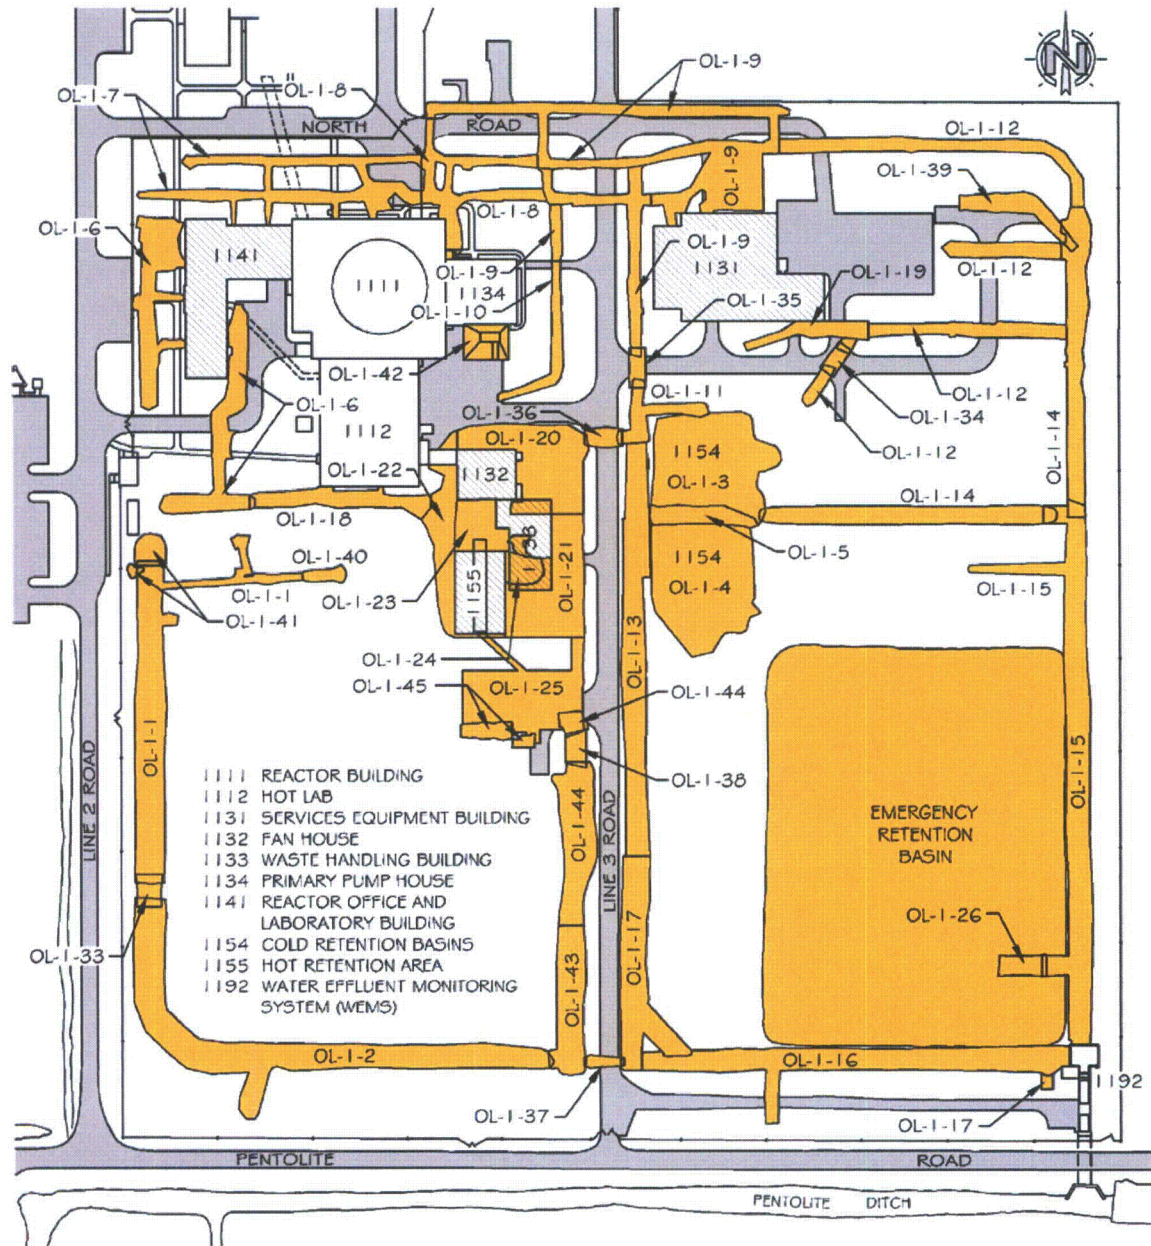 N
OL-1-9
OL-1-7
OL-1-8
NORTH ROAD
OL-1-12
OL-1-9
OL-1-39
OL-1-8
OL-1-6
1141
1111
OL-1-9
1134
OL-1-10
OL-1-9
1131
OL-1-19
OL-1-12
OL-1-35
OL-1-42
OL-1-11
OL-1-12
OL-1-34
OL-1-6
OL-1-36
1112
OL-1-20
OL-1-12
OL-1-14
1154
OL-1-22
1132
OL-1-3
OL-1-14
OL-1-18
OL-1-5
OL-1-40
OL-1-21
1154
OL-1-1
OL-1-23
1155
OL-1-4
OL-1-15
OL-1-41
OL-1-24
OL-1-13
OL-1-45
OL-1-25
OL-1-44
OL-1-1
OL-1-38
OL-1-15
LINE 2 ROAD
OL-1-44
LINE 3 ROAD
EMERGENCY
RETENTION
BASIN
1111 REACTOR BUILDING
1112 HOT LAB
1131 SERVICES EQUIPMENT BUILDING
1132 FAN HOUSE
1133 WASTE HANDLING BUILDING
1134 PRIMARY PUMP HOUSE
1141 REACTOR OFFICE AND
LABORATORY BUILDING
1154 COLD RETENTION BASINS
1155 HOT RETENTION AREA
1192 WATER EFFLUENT MONITORING
SYSTEM (WEMS)
OL-1-33
OL-1-26
OL-1-17
OL-1-43
OL-1-2
OL-1-16
1192
OL-1-37
OL-1-17
PENTOLITE ROAD
PENTOLITE DITCH